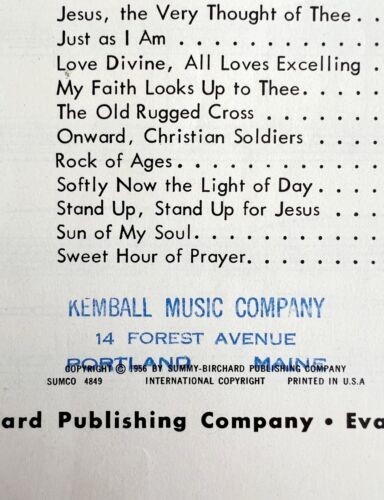 Jesus, the Very Thought of Thee . .
Just as I Am . . . . . . . . . . .
Love Divine, All Loves Excelling .
My Faith Looks Up to Thee. . . . .
The Old Rugged Cross . . . . . . .
Onward, Christian Soldiers . . . .
Rock of Ages . . . . . . . . . . .
Softly Now the Light of Day . . . .
Stand Up, Stand Up for Jesus . . .
Sun of My Soul. . . . . . . . . . .
Sweet Hour of Prayer. . . . . . . .
KEMBALL MUSIC COMPANY
14 FOREST AVENUE
PORTLAND MAINE
COPYRIGHT © 1956 BY SUMMY-BIRCHARD PUBLISHING COMPANY
SUMCO 4849 INTERNATIONAL COPYRIGHT PRINTED IN U.S.A
ard Publishing Company • Eva